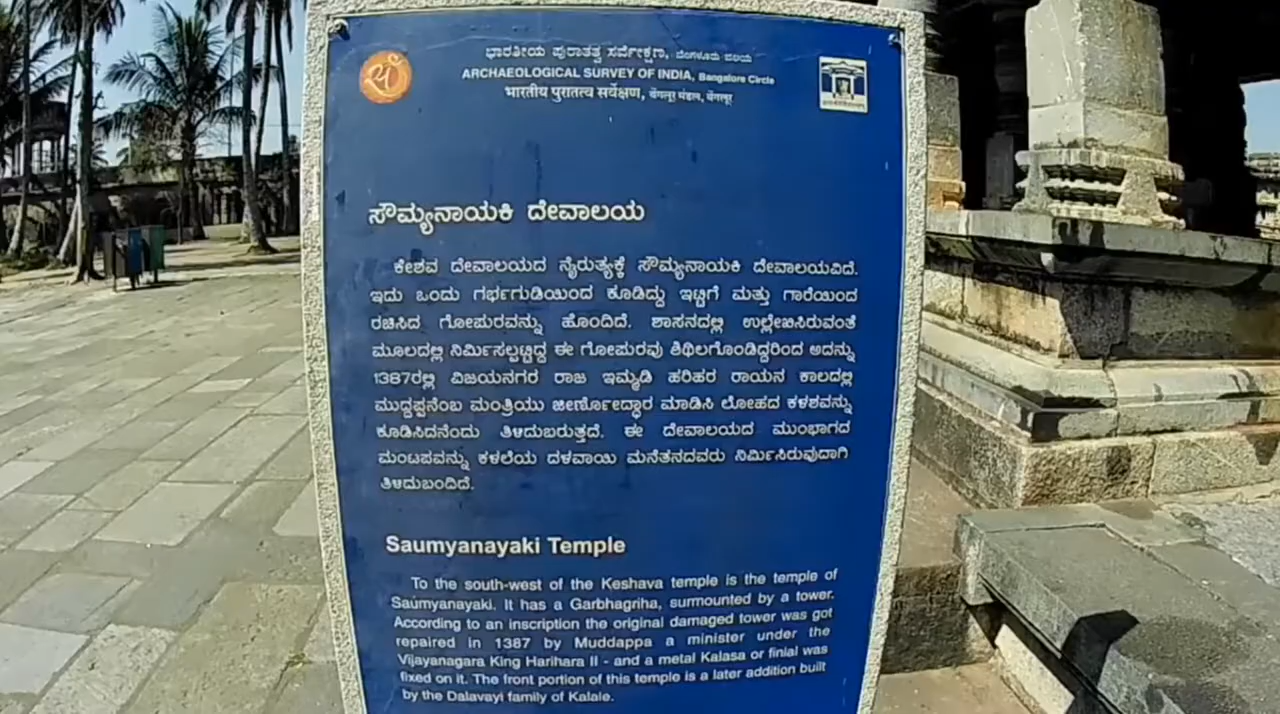 ಭಾರತೀಯ ಪುರಾತತ್ವ ಸರ್ವೇಕ್ಷಣ, ಬೆಂಗಳೂರು ವಲಯ
ARCHAEOLOGICAL SURVEY OF INDIA, Bangalore Circle
भारतीय पुरातत्व सर्वेक्षण, बेंगलूर मंडल, बेंगलूर
ಸೌಮ್ಯನಾಯಕಿ ದೇವಾಲಯ
ಕೇಶವ ದೇವಾಲಯದ ನೈರುತ್ಯಕ್ಕೆ ಸೌಮ್ಯನಾಯಕಿ ದೇವಾಲಯವಿದೆ.
ಇದು ಒಂದು ಗರ್ಭಗುಡಿಯಿಂದ ಕೂಡಿದ್ದು ಇಟ್ಟಿಗೆ ಮತ್ತು ಗಾರೆಯಿಂದ
ರಚಿಸಿದ ಗೋಪುರವನ್ನು ಹೊಂದಿದೆ. ಶಾಸನದಲ್ಲಿ ಉಲ್ಲೇಖಿಸಿರುವಂತೆ
ಮೂಲದಲ್ಲಿ ನಿರ್ಮಿಸಲ್ಪಟ್ಟಿದ್ದ ಈ ಗೋಪುರವು ಶಿಥಿಲಗೊಂಡಿದ್ದರಿಂದ ಅದನ್ನು
1387ರಲ್ಲಿ ವಿಜಯನಗರ ರಾಜ ಇಮ್ಮಡಿ ಹರಿಹರ ರಾಯನ ಕಾಲದಲ್ಲಿ
ಮುದ್ದಪ್ಪನೆಂಬ ಮಂತ್ರಿಯು ಜೀರ್ಣೋದ್ಧಾರ ಮಾಡಿಸಿ ಲೋಹದ ಕಳಶವನ್ನು
ಕೂಡಿಸಿದನೆಂದು ತಿಳಿದುಬರುತ್ತದೆ. ಈ ದೇವಾಲಯದ ಮುಂಭಾಗದ
ಮಂಟಪವನ್ನು ಕಳಲೆಯ ದಳವಾಯಿ ಮನೆತನದವರು ನಿರ್ಮಿಸಿರುವುದಾಗಿ
ತಿಳಿದುಬಂದಿದೆ.
Saumyanayaki Temple
To the south-west of the Keshava temple is the temple of
Saumyanayaki. It has a Garbhagriha, surmounted by a tower.
According to an inscription the original damaged tower was got
repaired in 1387 by Muddappa a minister under the
Vijayanagara King Harihara II - and a metal Kalasa or finial was
fixed on it. The front portion of this temple is a later addition built
by the Dalavayi family of Kalale.